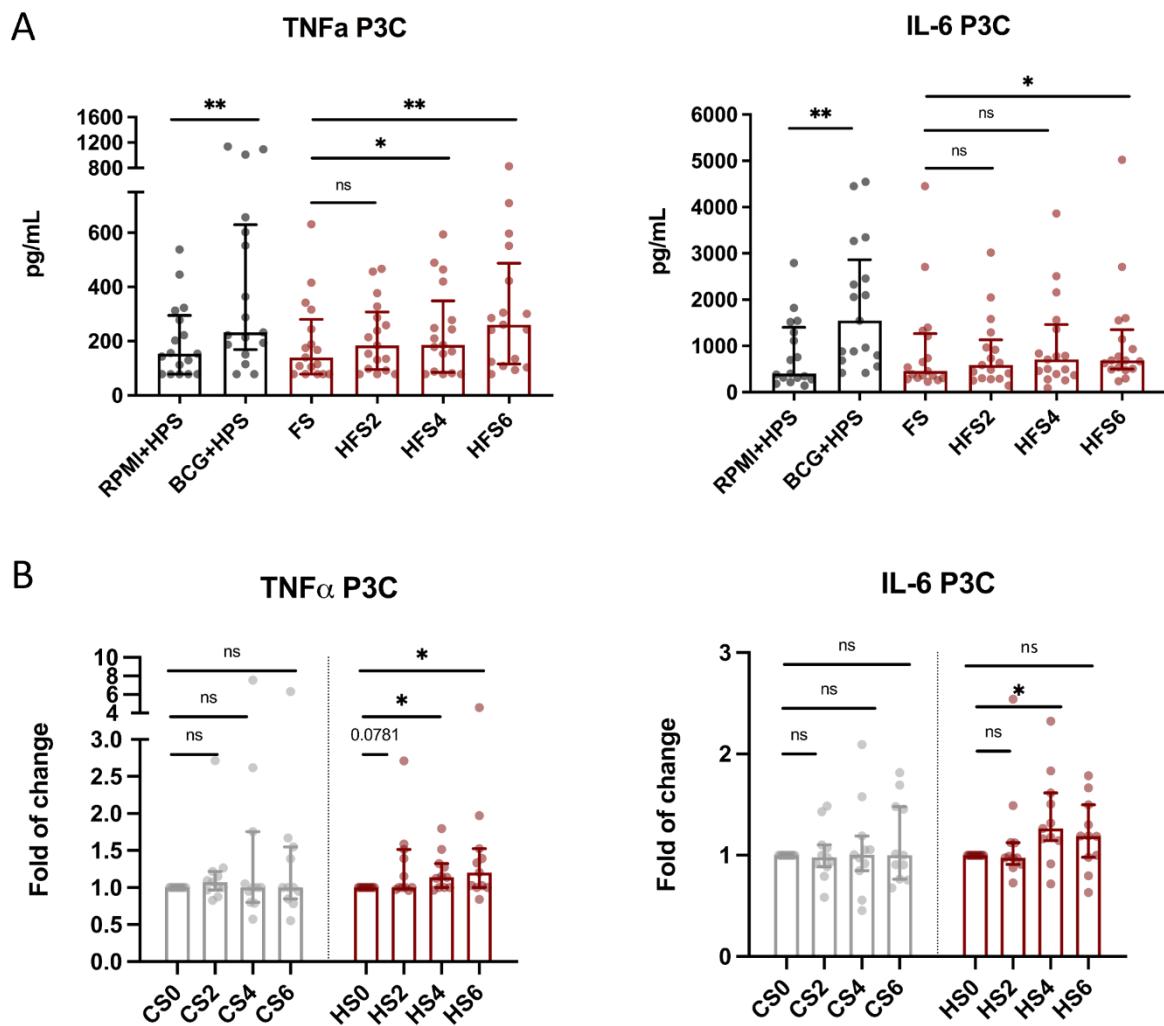 A
TNFa P3C
pg/mL
1600
1200
800
600
400
200
0
**
**
*
ns
RPMI+HPS
BCG+HPS
FS
HFS2
HFS4
HFS6
IL-6 P3C
pg/mL
6000
5000
4000
3000
2000
1000
0
**
*
ns
ns
RPMI+HPS
BCG+HPS
FS
HFS2
HFS4
HFS6
B
TNFα P3C
Fold of change
10
8
6
4
3.0
2.5
2.0
1.5
1.0
0.5
0.0
ns
ns
ns
*
*
0.0781
CS0
CS2
CS4
CS6
HS0
HS2
HS4
HS6
IL-6 P3C
Fold of change
3
2
1
0
ns
ns
ns
ns
*
ns
CS0
CS2
CS4
CS6
HS0
HS2
HS4
HS6